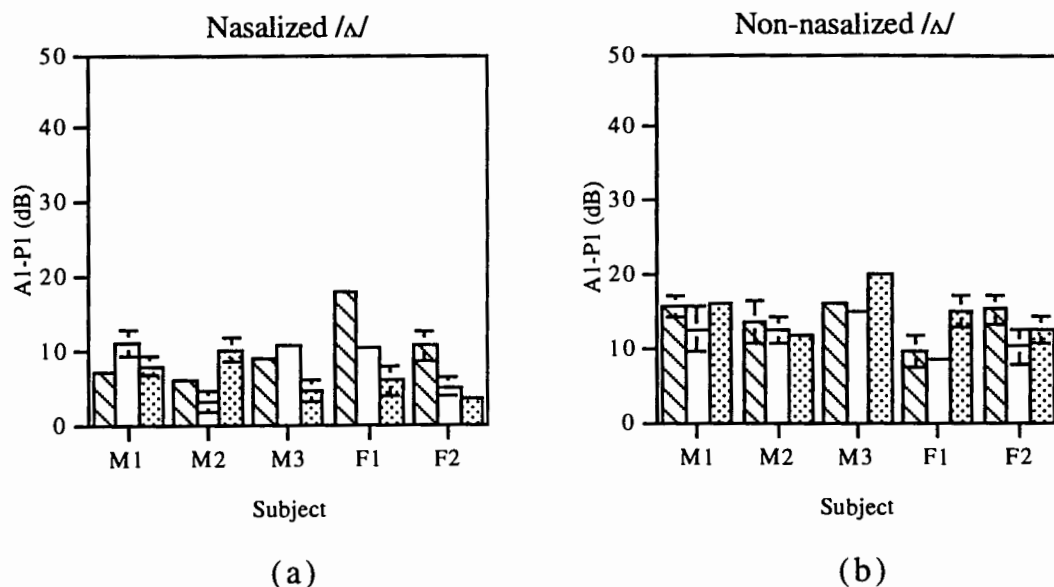 Nasalized /ʌ/
50
40
30
20
10
0
A1-P1 (dB)
M1 M2 M3 F1 F2
Subject
(a)
Non-nasalized /ʌ/
50
40
30
20
10
0
A1-P1 (dB)
M1 M2 M3 F1 F2
Subject
(b)